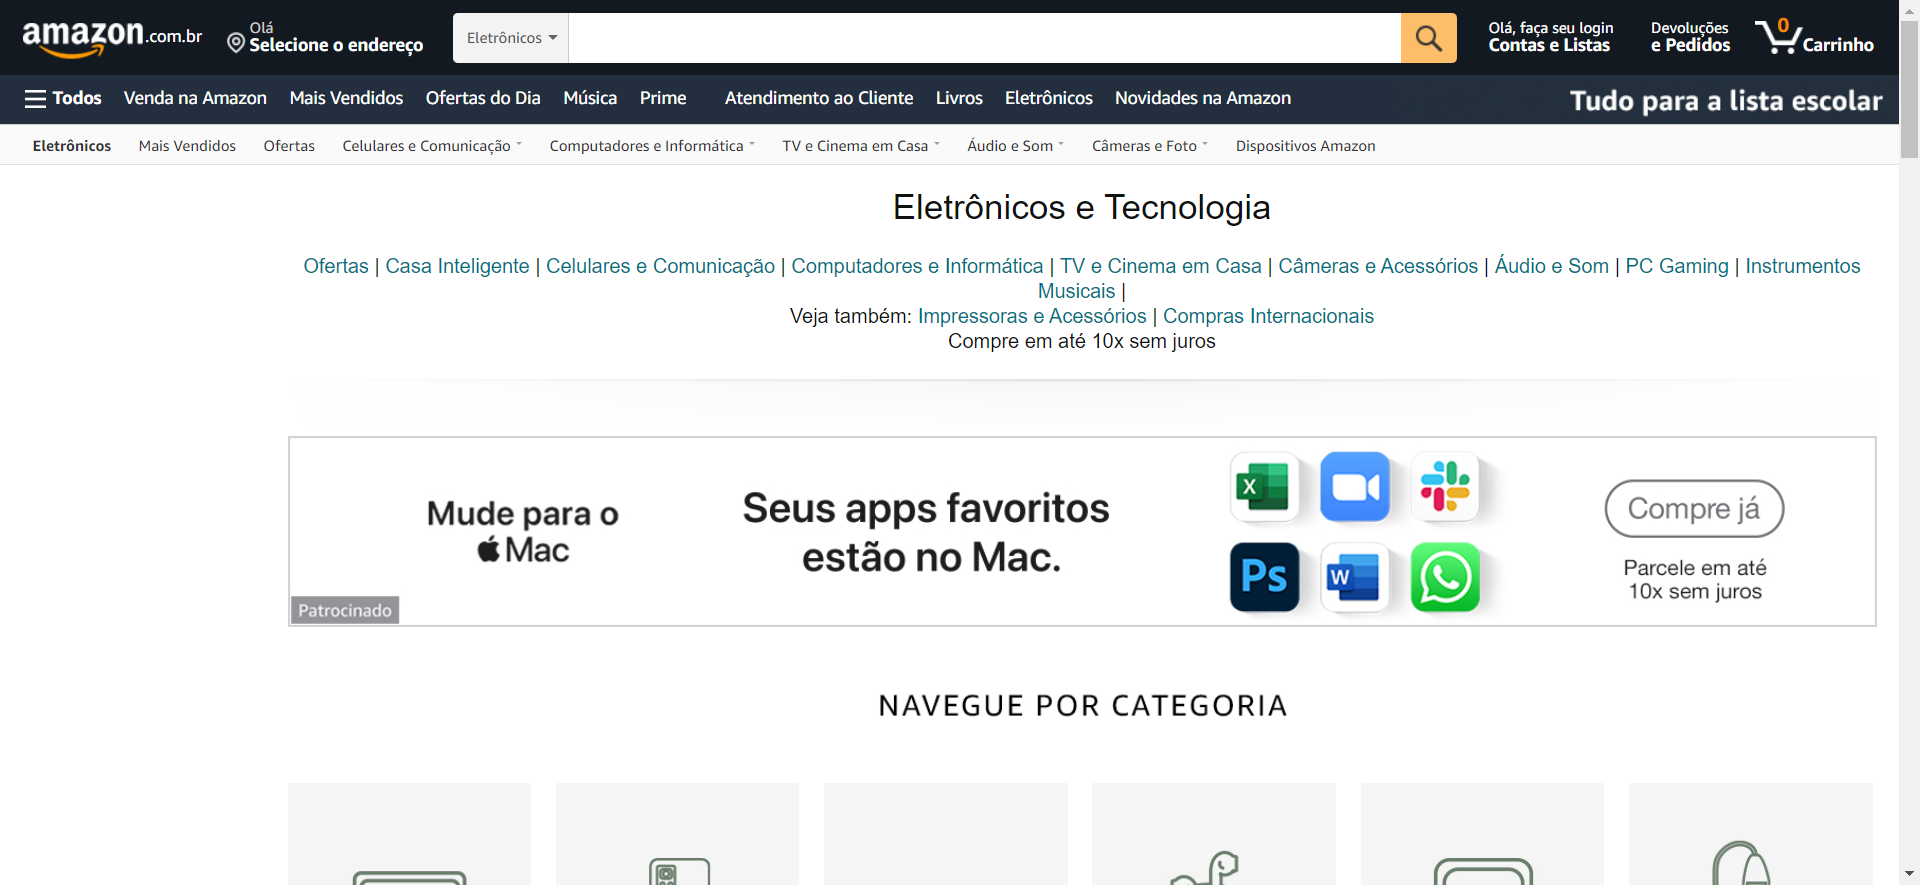 amazon.com.br
Olá
Selecione o endereço
Eletrônicos
Olá, faça seu login
Contas e Listas
Devoluções
e Pedidos
0
Carrinho
Todos Venda na Amazon Mais Vendidos Ofertas do Dia Música Prime Atendimento ao Cliente Livros Eletrônicos Novidades na Amazon Tudo para a lista escolar
Eletrônicos Mais Vendidos Ofertas Celulares e Comunicação Computadores e Informática TV e Cinema em Casa Áudio e Som Câmeras e Foto Dispositivos Amazon
Eletrônicos e Tecnologia
Ofertas | Casa Inteligente | Celulares e Comunicação | Computadores e Informática | TV e Cinema em Casa | Câmeras e Acessórios | Áudio e Som | PC Gaming | Instrumentos
Musicais |
Veja também: Impressoras e Acessórios | Compras Internacionais
Compre em até 10x sem juros
Mude para o
Mac
Patrocinado
Seus apps favoritos
estão no Mac.
X
Ps
W
Compre já
Parcele em até
10x sem juros
NAVEGUE POR CATEGORIA